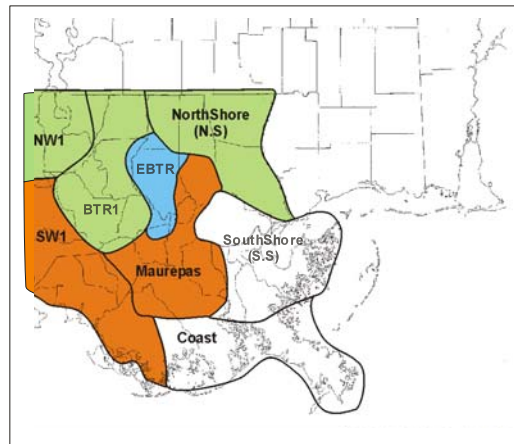 NorthShore
(N.S)
NW1
EBTR
BTR1
SW1
SouthShore
(S.S)
Maurepas
Coast